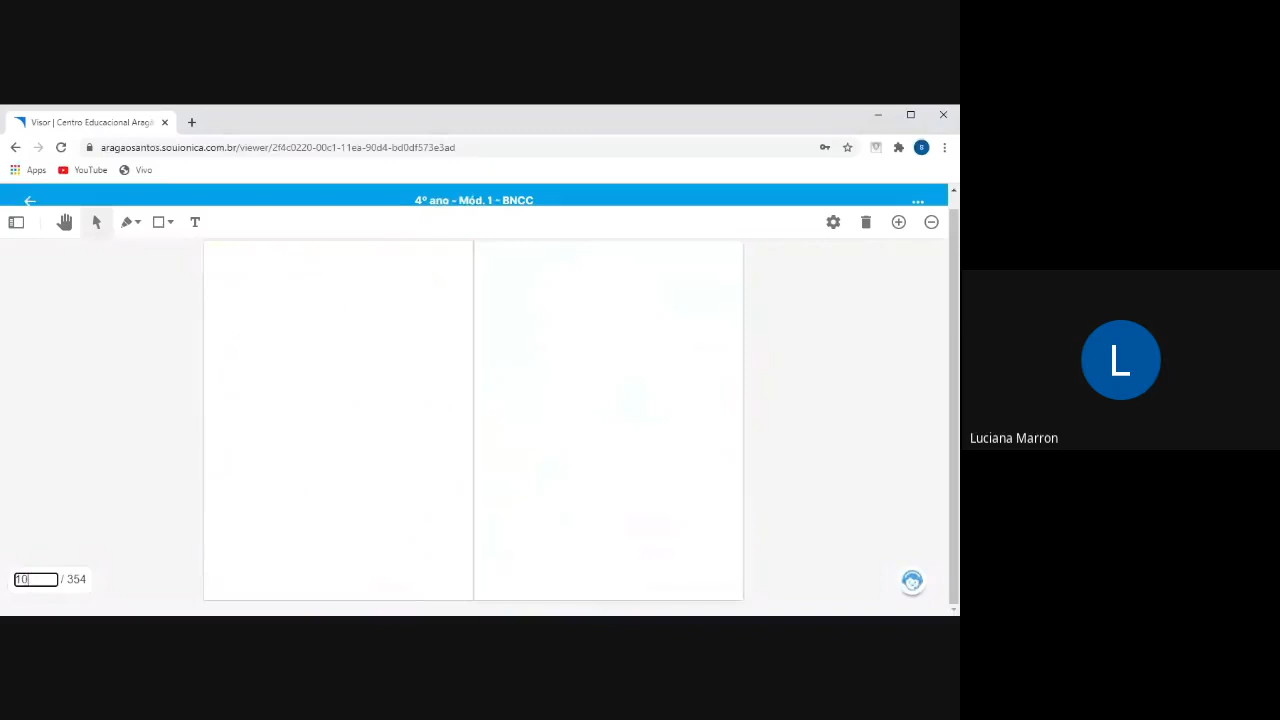 Visor | Centro Educacional Arag
aragaosantos.souionica.com.br/viewer/2f4c0220-00c1-11ea-90d4-bd0df573e3ad
Apps YouTube Vivo
4º ano - Mód. 1 - BNCC
T
10 / 354
L
Luciana Marron